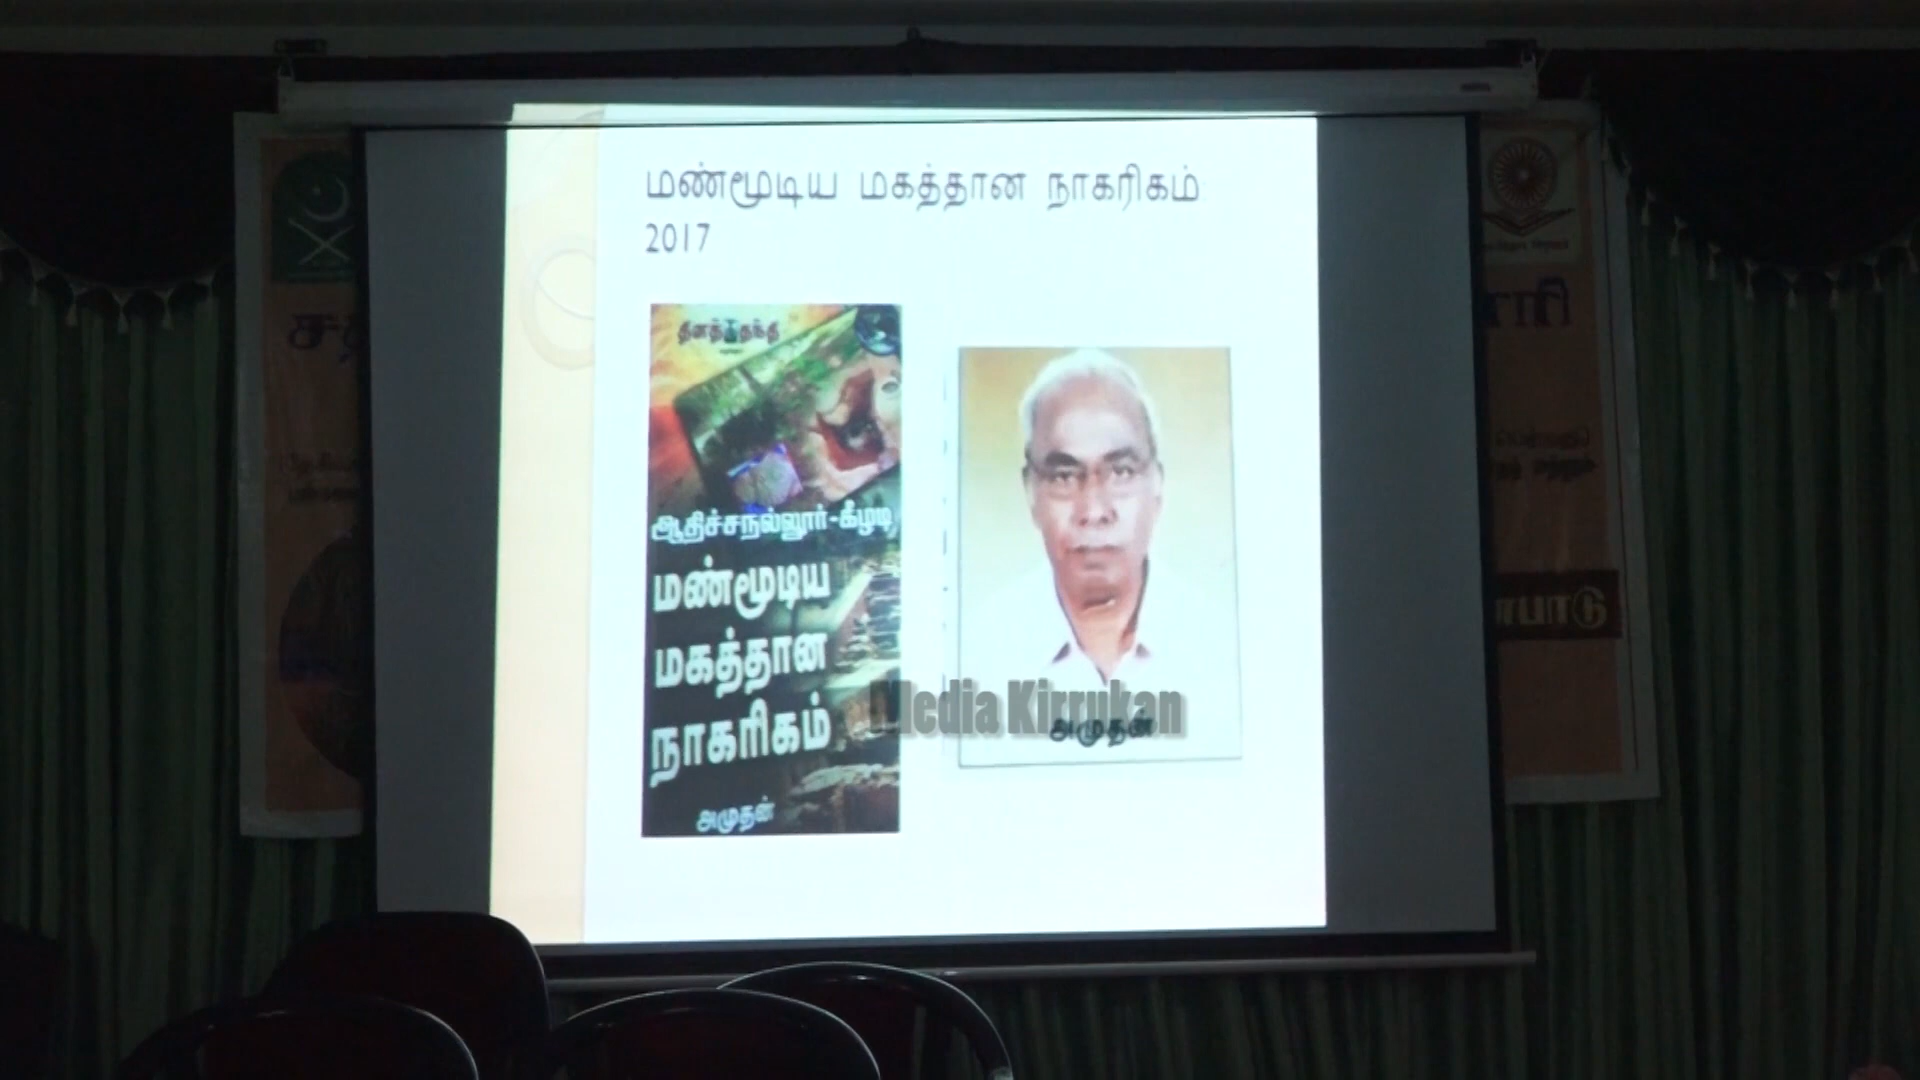 மண்மூடிய மகத்தான நாகரிகம்
2017
தினத்தந்தி
ஆதிச்சநல்லூர்-கீழடி
மண்மூடிய
மகத்தான
நாகரிகம்
அமுதன்
Media Kirrukan
அமுதன்